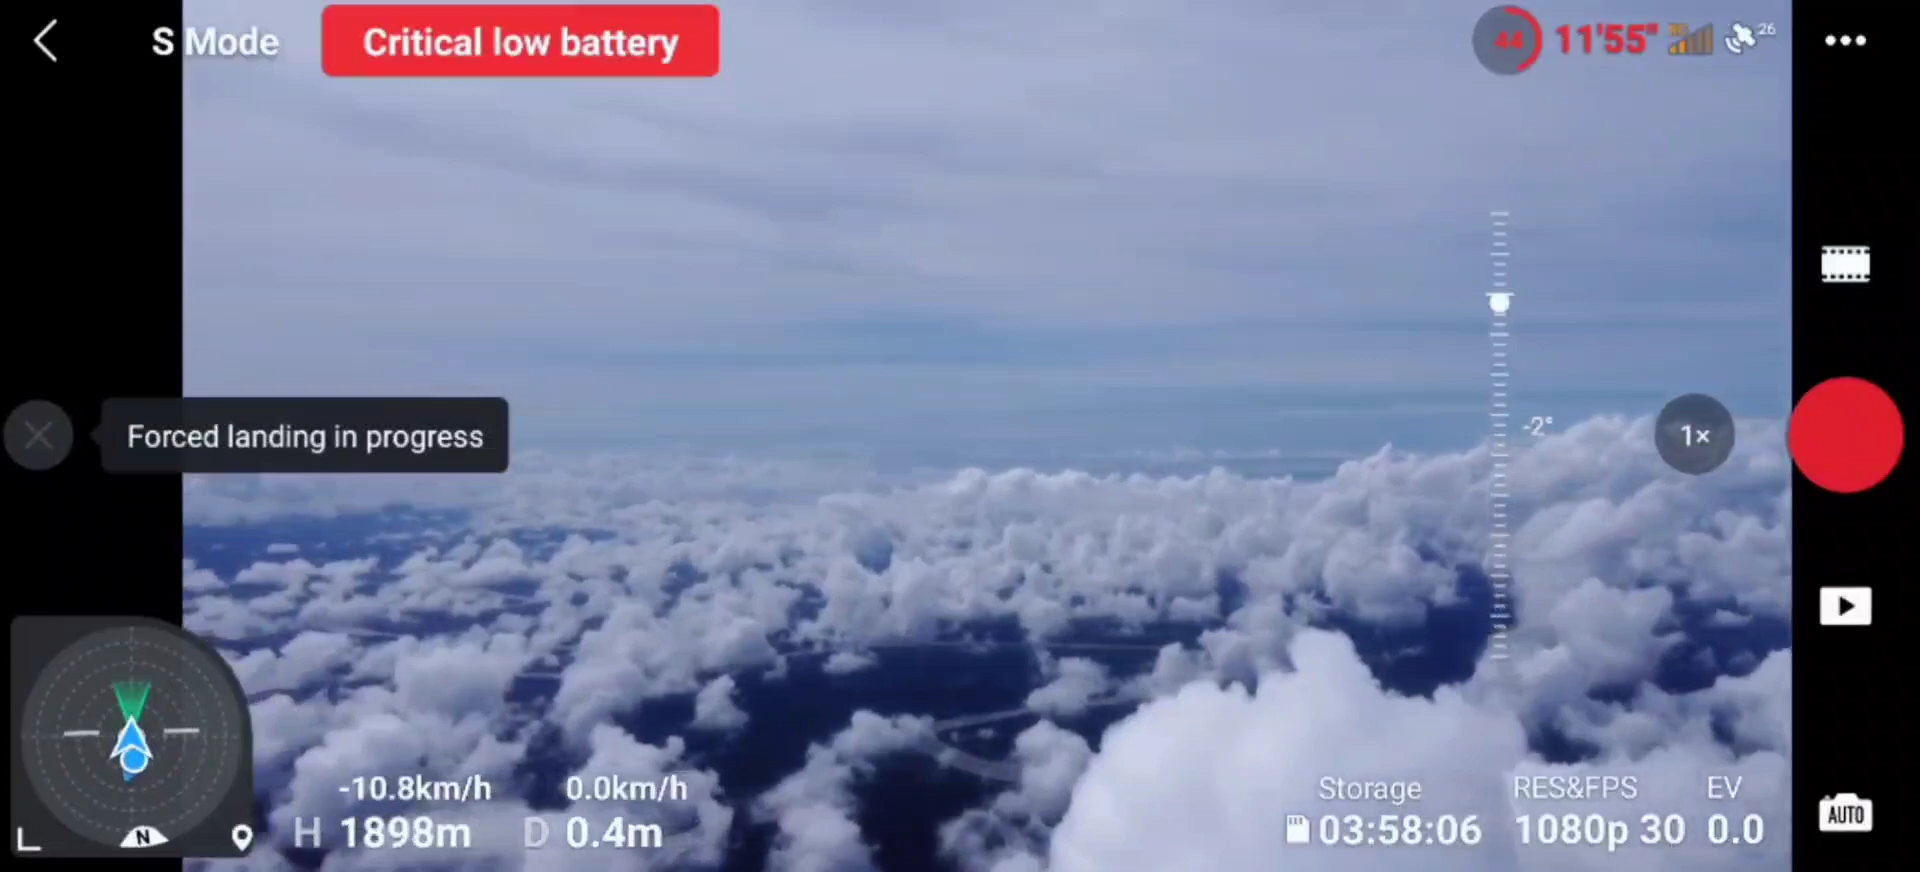 S Mode
Critical low battery
44
11'55"
26
Forced landing in progress
-2°
1×
-10.8km/h
0.0km/h
H 1898m
D 0.4m
N
Storage
03:58:06
RES&FPS
1080p 30
EV
0.0
AUTO